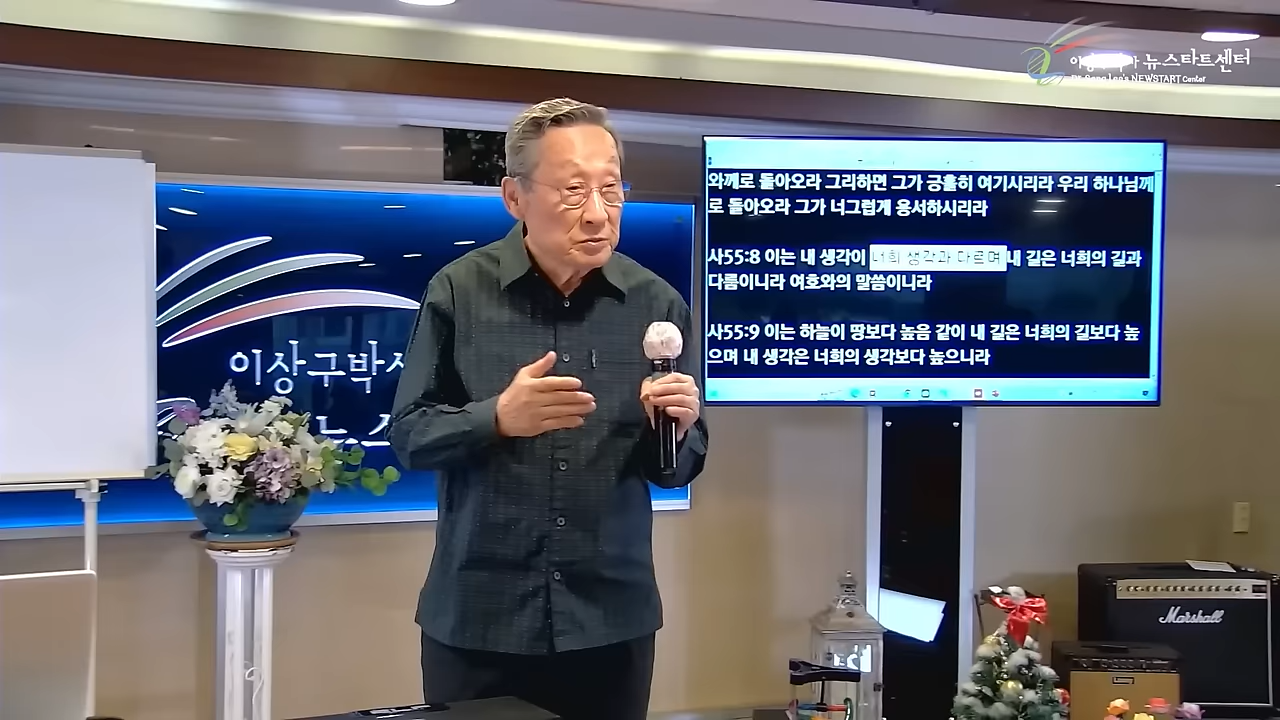 뉴스타트센터
NEWSTART Center
와께로 돌아오라 그리하면 그가 긍휼히 여기시리라 우리 하나님께
로 돌아오라 그가 너그럽게 용서하시리라
사55:8 이는 내 생각이 너희 생각과 다르며 내 길은 너희의 길과
다름이니라 여호와의 말씀이니라
사55:9 이는 하늘이 땅보다 높음 같이 내 길은 너희의 길보다 높
으며 내 생각은 너희의 생각보다 높으니라
이상구박
뉴
Marshall